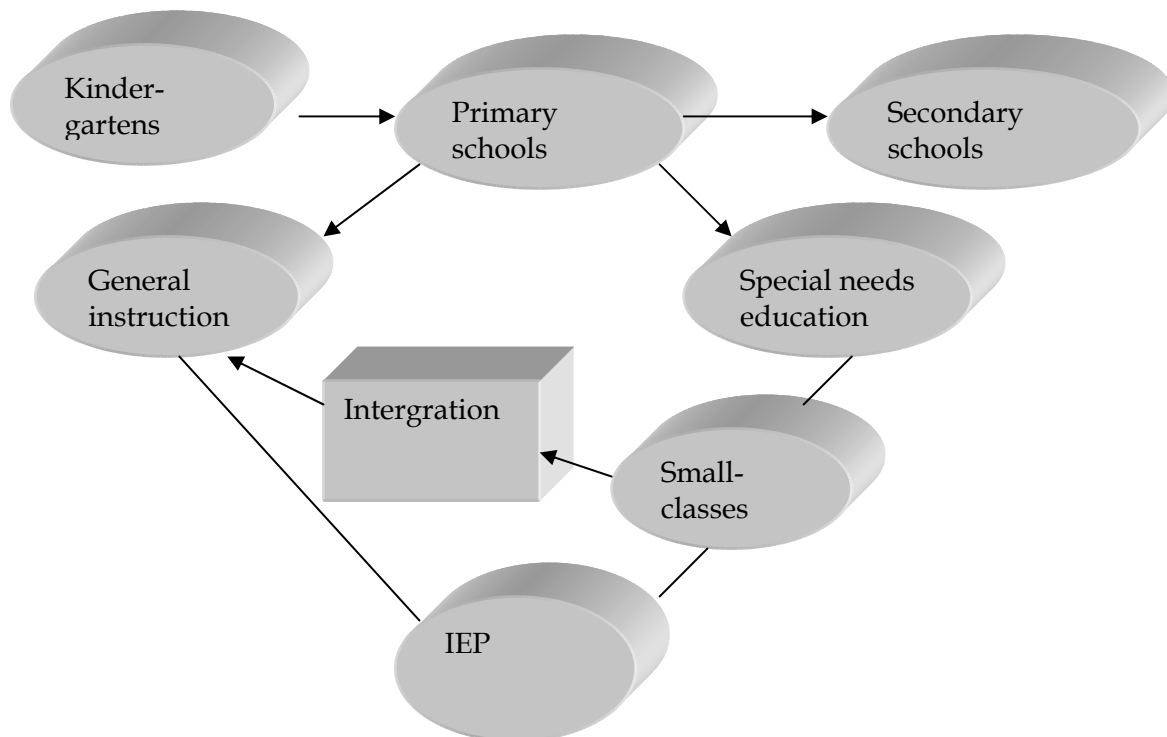 Kinder-
gartens
Primary
schools
Secondary
schools
General
instruction
Special needs
education
Intergration
Small-
classes
IEP